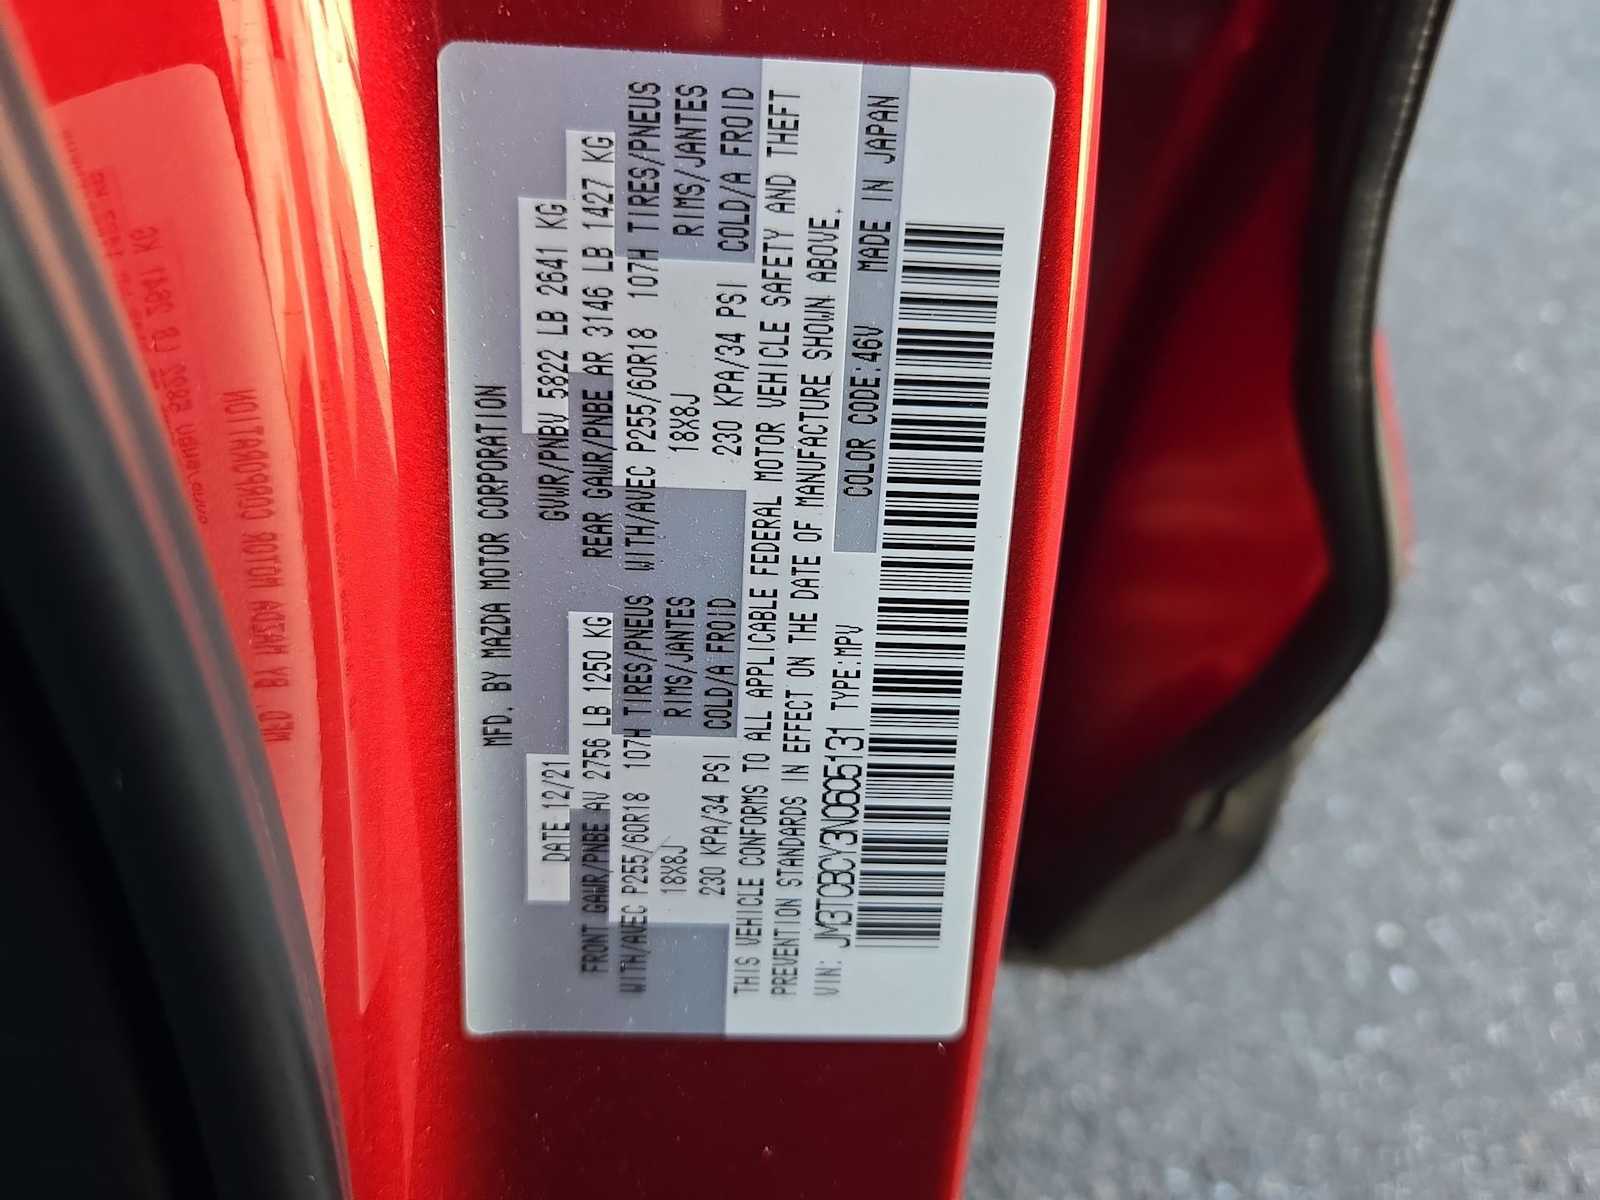 MFD. BY MAZDA MOTOR CORPORATION
DATE 12/21 GVWR/PNBV 5822 LB 2641 KG
FRONT GAWR/PNBE AV 2756 LB 1250 KG REAR GAWR/PNBE AR 3146 LB 1427 KG
WITH/AVEC P255/60R18 107H TIRES/PNEUS WITH/AVEC P255/60R18 107H TIRES/PNEUS
18X8J RIMS/JANTES 18X8J RIMS/JANTES
230 KPA/34 PSI COLD/A FROID 230 KPA/34 PSI COLD/A FROID
THIS VEHICLE CONFORMS TO ALL APPLICABLE FEDERAL MOTOR VEHICLE SAFETY AND THEFT
PREVENTION STANDARDS IN EFFECT ON THE DATE OF MANUFACTURE SHOWN ABOVE.
VIN: JM3TCBCY3N0605131 TYPE:MPV COLOR CODE:46V MADE IN JAPAN